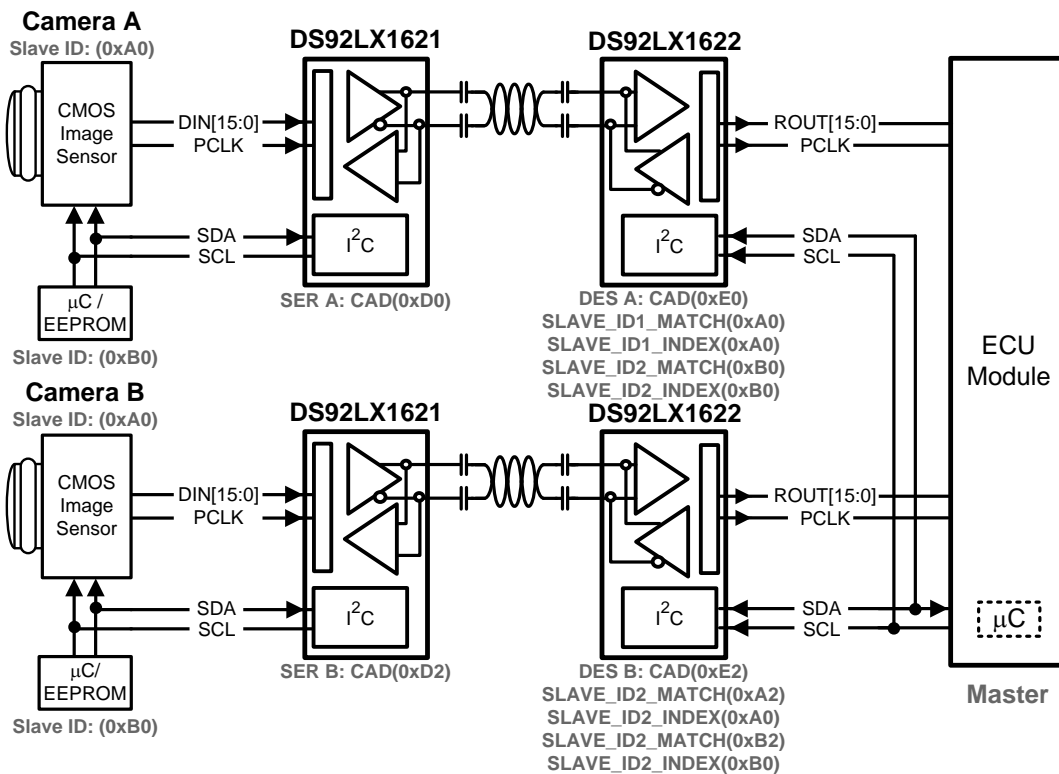 Camera A
Slave ID: (0xA0)
CMOS
Image
Sensor
DIN[15:0]
PCLK
SDA
SCL
µC /
EEPROM
Slave ID: (0xB0)
DS92LX1621
I²C
SER A: CAD(0xD0)
DS92LX1622
I²C
DES A: CAD(0xE0)
SLAVE_ID1_MATCH(0xA0)
SLAVE_ID1_INDEX(0xA0)
SLAVE_ID2_MATCH(0xB0)
SLAVE_ID2_INDEX(0xB0)
ROUT[15:0]
PCLK
SDA
SCL
Camera B
Slave ID: (0xA0)
CMOS
Image
Sensor
DIN[15:0]
PCLK
SDA
SCL
µC/
EEPROM
Slave ID: (0xB0)
DS92LX1621
I²C
SER B: CAD(0xD2)
DS92LX1622
I²C
DES B: CAD(0xE2)
SLAVE_ID2_MATCH(0xA2)
SLAVE_ID2_INDEX(0xA0)
SLAVE_ID2_MATCH(0xB2)
SLAVE_ID2_INDEX(0xB0)
ROUT[15:0]
PCLK
SDA
SCL
ECU
Module
µC
Master